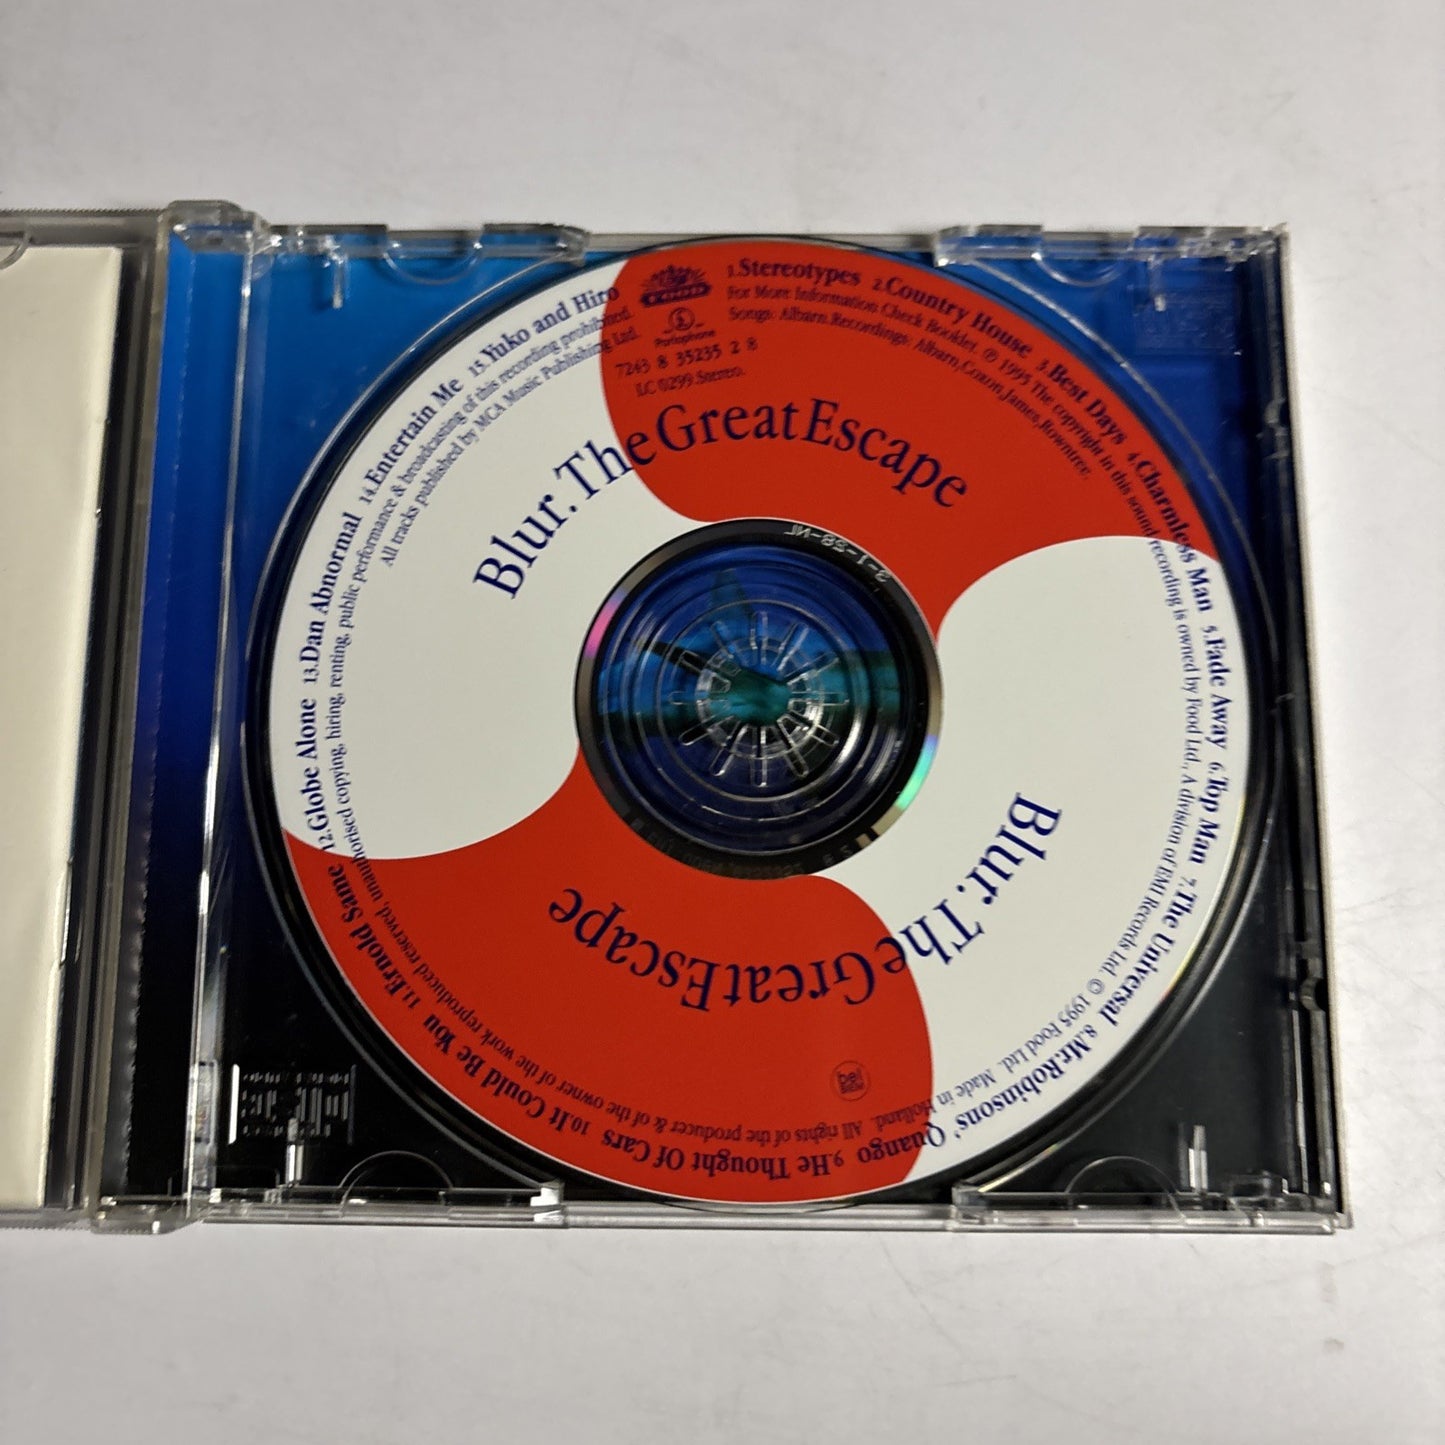 1.Stereotypes 2.Country House 3.Best Days 4.Charmless Man 5.Fade Away 6.Top Man 7.The Universal 8.Mr.Robinsons' Quango 9.He Thought Of Cars 10.It Could Be You 11.Ernold Same 12.Globe Alone 13.Dan Abnormal 14.Entertain Me 15.Yuko and Hiro
For More Information Check Booklet. ℗ 1995 The copyright in this sound recording is owned by Food Ltd., A division of EMI Records Ltd. © 1995 Food Ltd. Made in Holland. All rights of the producer & of the owner of the work reproduced reserved, unauthorised copying, hiring, renting, public performance & broadcasting of this recording prohibited.
Songs: Albarn.Recordings: Albarn,Coxon,James,Rowntree.
All tracks published by MCA Music Publishing Ltd.
FOOD
£
Parlophone
7243 8 35235 2 8
LC 0299.Stereo.
Blur.TheGreatEscape
Blur.TheGreatEscape
bel
BIEM